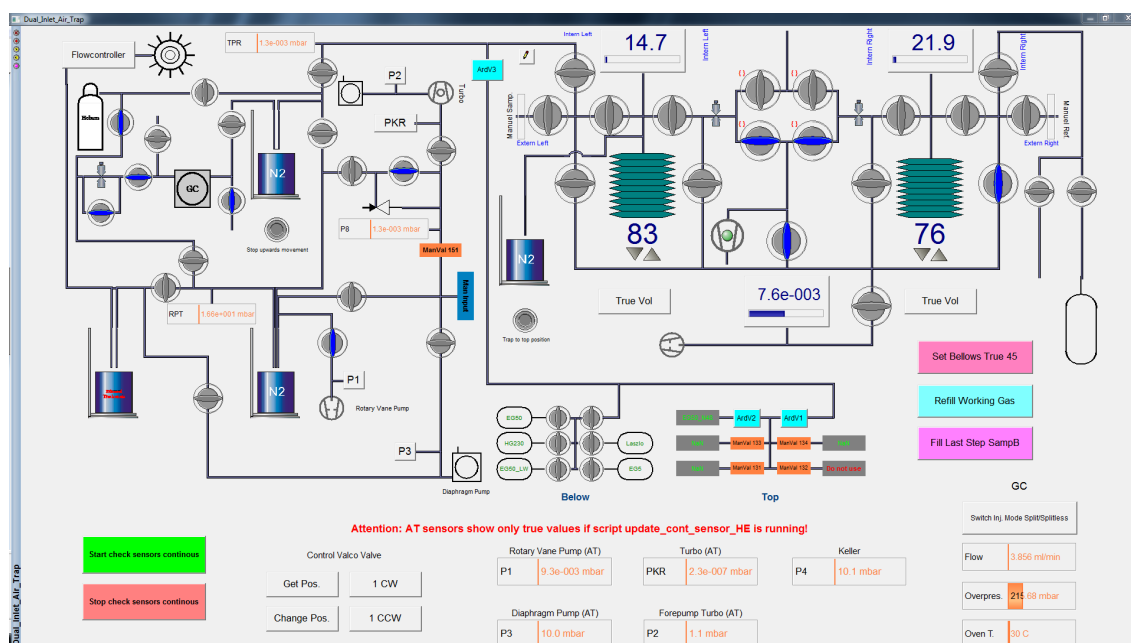 Dual_Inlet_Air_Trap
Flowcontroller
TPR
1.3e-003 mbar
Helium
GC
N2
Stop upwards movement
P2
Turbo
PKR
P8
1.3e-003 mbar
ManVal 151
Man Input
RPT
1.66e+001 mbar
N2
P1
Rotary Vane Pump
P3
Diaphragm Pump
ArdV3
Intern Left
14.7
Intern Left
Manuel Samp.
Extern Left
83
N2
Trap to top position
True Vol
7.6e-003
Intern Right
21.9
Intern Right
Manuel Ref.
Extern Right
76
True Vol
Set Bellows True 45
Refill Working Gas
Fill Last Step SampB
EG50
HG230
EG50_LW
Laszlo
EG5
Below
ArdV2
ArdV1
ManVal 133
ManVal 134
ManVal 131
ManVal 132
Do not use
Top
Attention: AT sensors show only true values if script update_cont_sensor_HE is running!
Start check sensors continous
Stop check sensors continous
Control Valco Valve
Get Pos.
1 CW
Change Pos.
1 CCW
Rotary Vane Pump (AT)
P1
9.3e-003 mbar
Turbo (AT)
PKR
2.3e-007 mbar
Keller
P4
10.1 mbar
Diaphragm Pump (AT)
P3
10.0 mbar
Forepump Turbo (AT)
P2
1.1 mbar
GC
Switch Inj. Mode Split/Splitless
Flow
3.856 ml/min
Overpres.
215.68 mbar
Oven T.
30 C
Dual_Inlet_Air_Trap